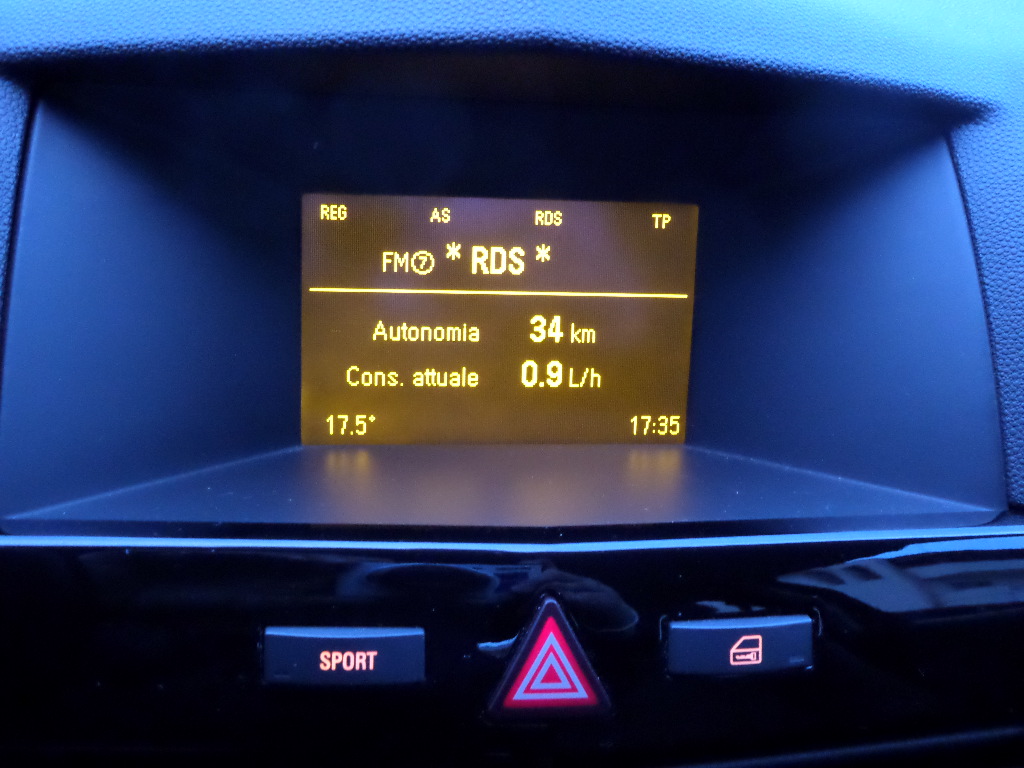 REG AS RDS TP
FM7 * RDS *
Autonomia 34 km
Cons. attuale 0.9 L/h
17.5° 17:35
SPORT